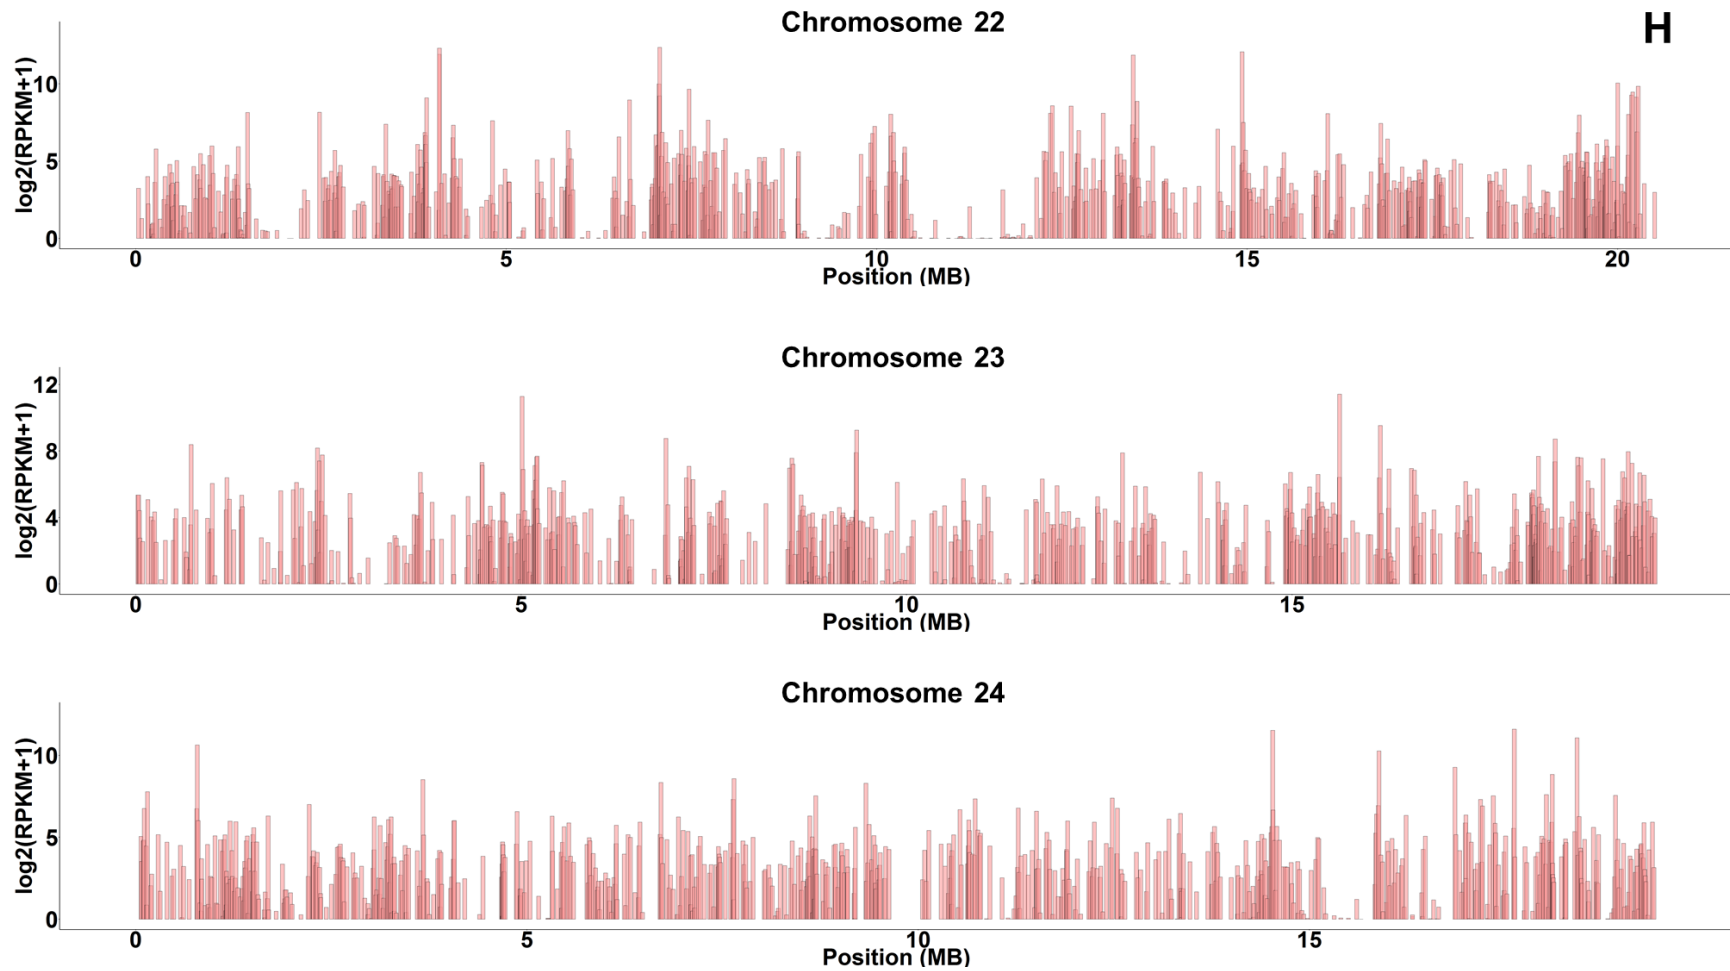 Chromosome 22
H
log2(RPKM+1)
10
5
0
0 5 10 15 20
Position (MB)
Chromosome 23
log2(RPKM+1)
12
8
4
0
0 5 10 15
Position (MB)
Chromosome 24
log2(RPKM+1)
10
5
0
0 5 10 15
Position (MB)